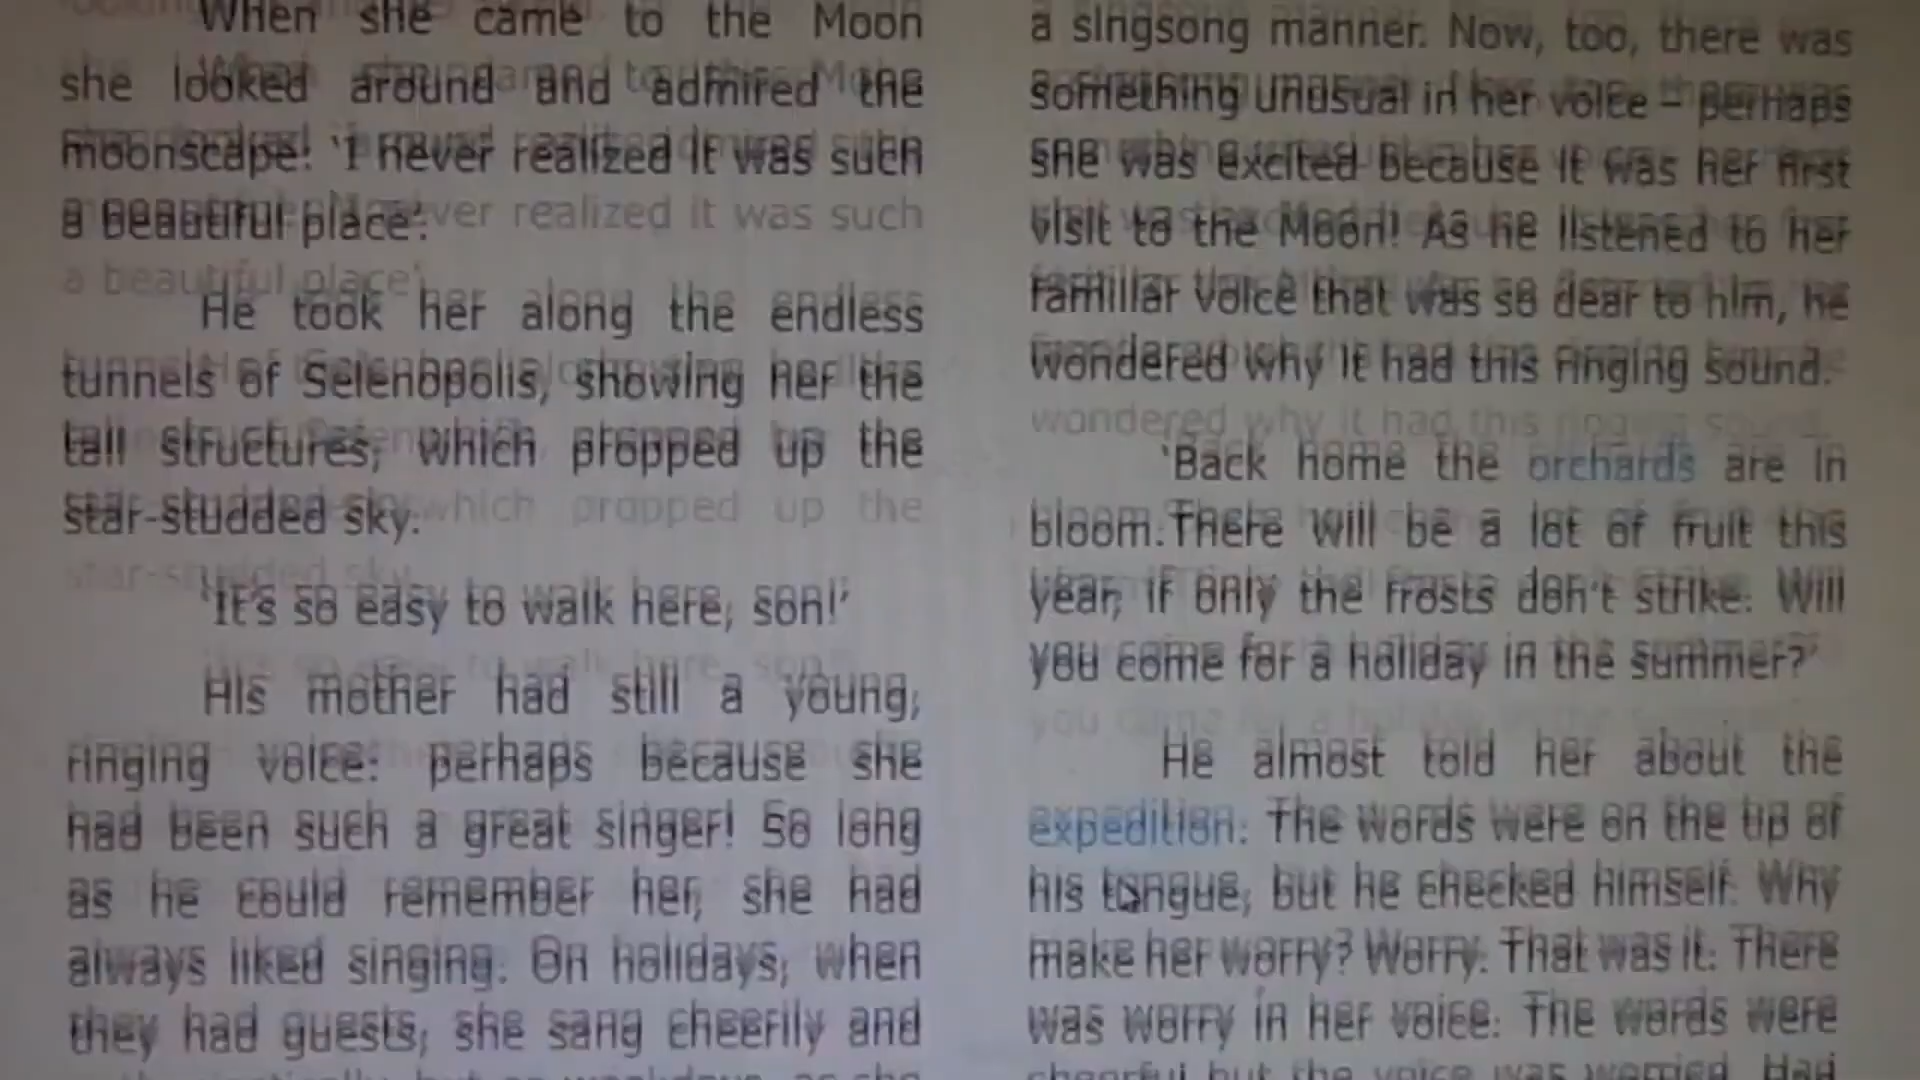 When she came to the Moon
she looked around and admired the
moonscape! 'I never realized it was such
a beautiful place'.
He took her along the endless
tunnels of Selenopolis, showing her the
tall structures, which propped up the
star-studded sky.
'It's so easy to walk here, son!'
His mother had still a young,
ringing voice: perhaps because she
had been such a great singer! So long
as he could remember her, she had
always liked singing. On holidays, when
they had guests, she sang cheerily and
a singsong manner. Now, too, there was
something unusual in her voice – perhaps
she was excited because it was her first
visit to the Moon! As he listened to her
familiar voice that was so dear to him, he
wondered why it had this ringing sound.
'Back home the orchards are in
bloom. There will be a lot of fruit this
year, if only the frosts don't strike. Will
you come for a holiday in the summer?'
He almost told her about the
expedition. The words were on the tip of
his tongue, but he checked himself. Why
make her worry? Worry. That was it. There
was worry in her voice. The words were
cheerful but the voice was worried. Had